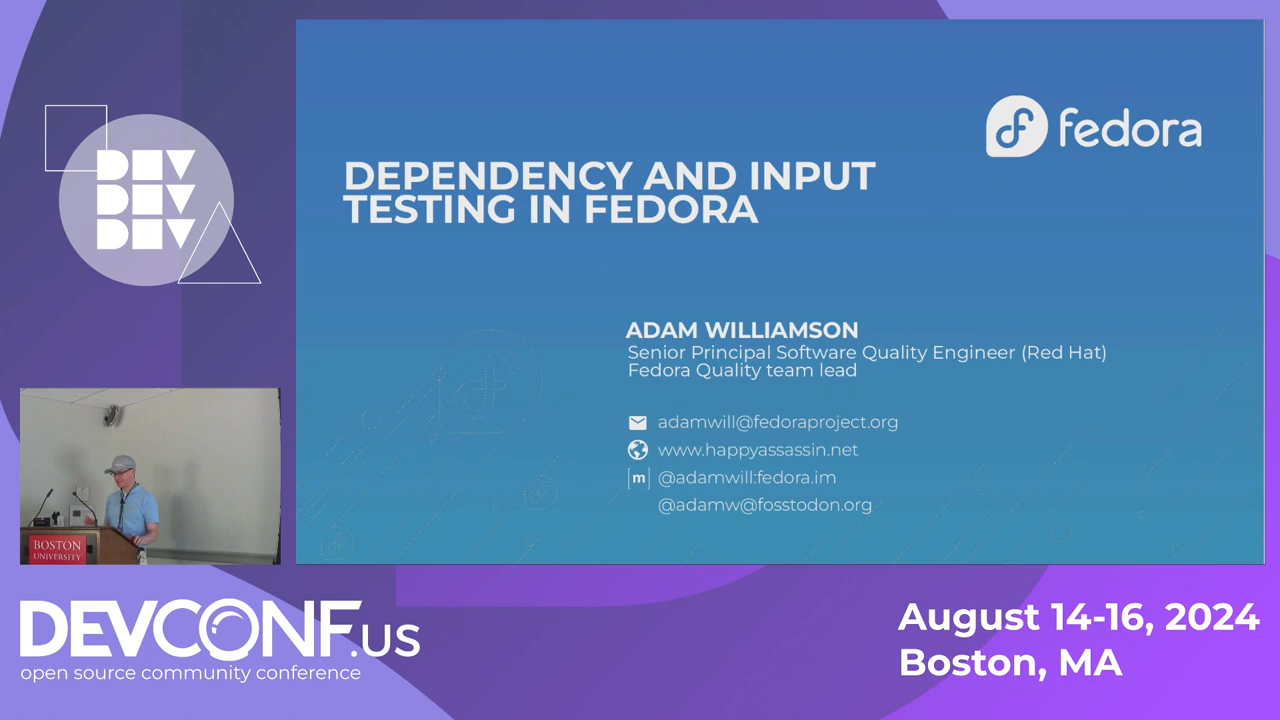 DEV
DEV
DEV
fedora
DEPENDENCY AND INPUT
TESTING IN FEDORA
ADAM WILLIAMSON
Senior Principal Software Quality Engineer (Red Hat)
Fedora Quality team lead
adamwill@fedoraproject.org
www.happyassassin.net
[m] @adamwill:fedora.im
@adamw@fosstodon.org
BOSTON
UNIVERSITY
DEVCONF.US
open source community conference
August 14-16, 2024
Boston, MA